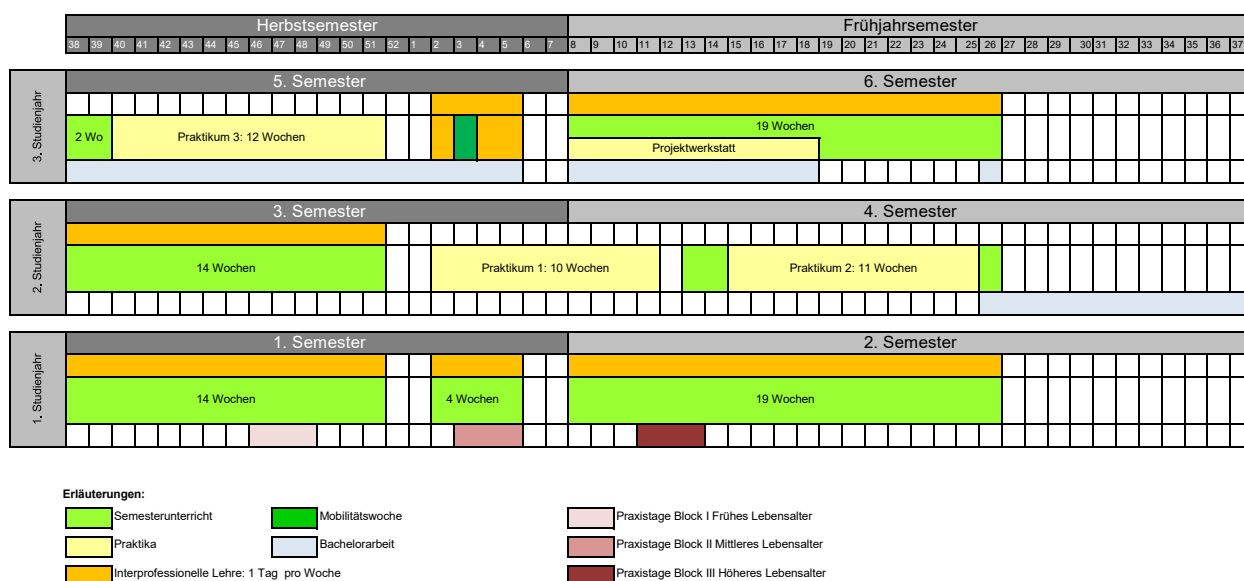 Herbstsemester Frühjahrsemester
38 39 40 41 42 43 44 45 46 47 48 49 50 51 52 1 2 3 4 5 6 7 8 9 10 11 12 13 14 15 16 17 18 19 20 21 22 23 24 25 26 27 28 29 30 31 32 33 34 35 36 37
3. Studienjahr
5. Semester 6. Semester
2 Wo Praktikum 3: 12 Wochen 19 Wochen
Projektwerkstatt
2. Studienjahr
3. Semester 4. Semester
14 Wochen Praktikum 1: 10 Wochen Praktikum 2: 11 Wochen
1. Studienjahr
1. Semester 2. Semester
14 Wochen 4 Wochen 19 Wochen
Erläuterungen:
Semesterunterricht Mobilitätswoche Praxistage Block I Frühes Lebensalter
Praktika Bachelorarbeit Praxistage Block II Mittleres Lebensalter
Interprofessionelle Lehre: 1 Tag pro Woche Praxistage Block III Höheres Lebensalter